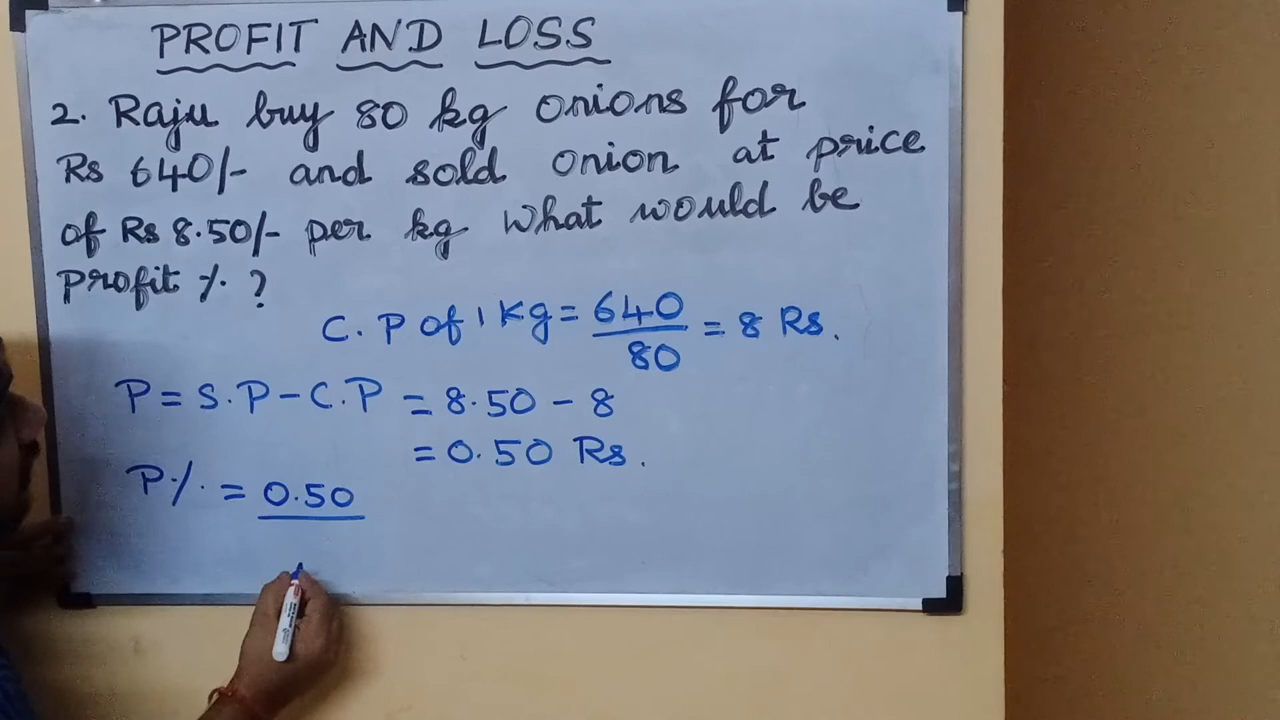 PROFIT AND LOSS
2. Raju buy 80 kg onions for
Rs 640/- and sold onion at price
of Rs 8.50/- per kg what would be
profit %?
C.P of 1 kg = 640/80 = 8 Rs.
P = S.P - C.P = 8.50 - 8
= 0.50 Rs.
P% = 0.50